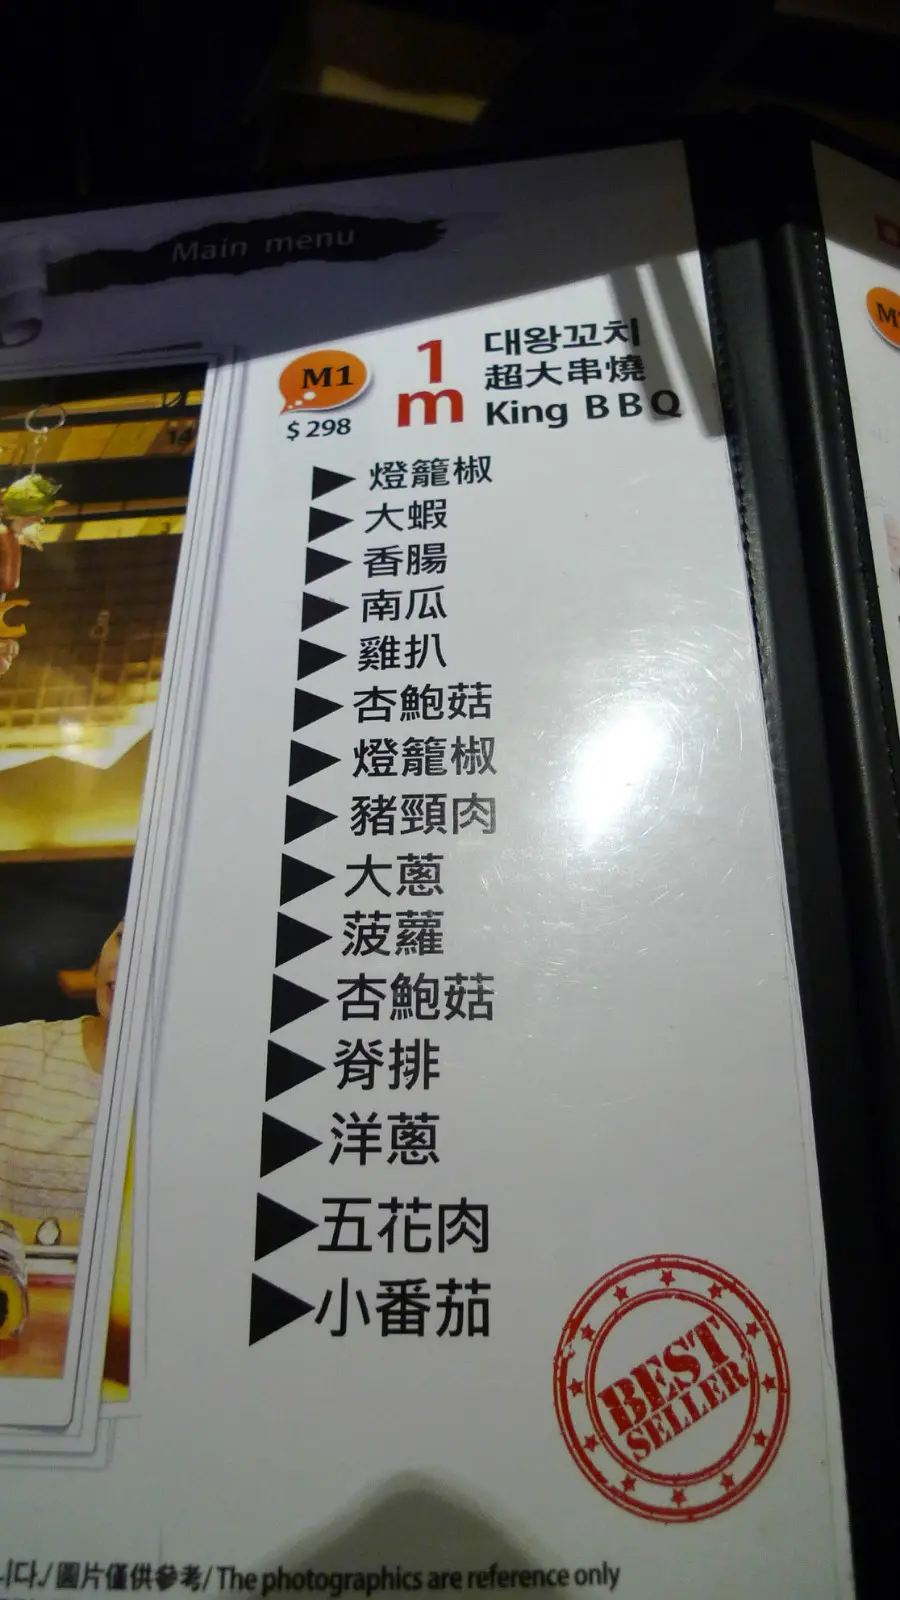 Main menu
M1
$298
1
m
대왕꼬치
超大串燒
King BBQ
燈籠椒
大蝦
香腸
南瓜
雞扒
杏鮑菇
燈籠椒
豬頸肉
大蔥
菠蘿
杏鮑菇
脊排
洋蔥
五花肉
小番茄
BEST
SELLER
니다./圖片僅供參考/The photographics are reference only